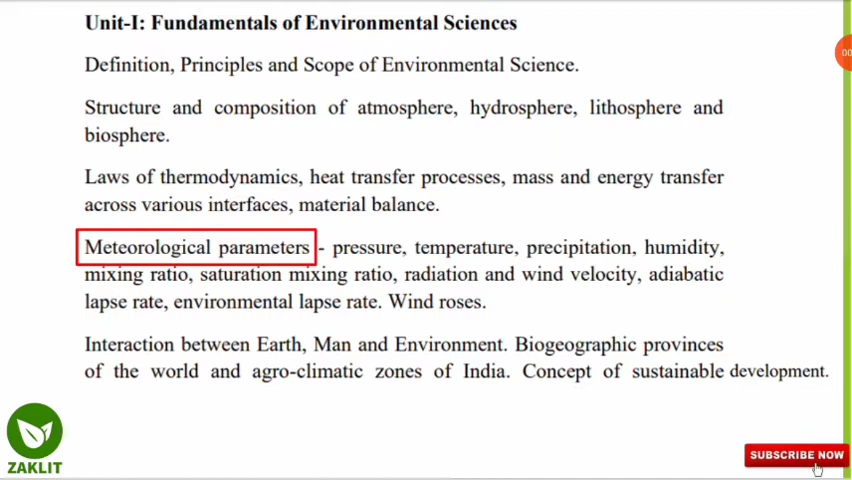 Unit-I: Fundamentals of Environmental Sciences
Definition, Principles and Scope of Environmental Science.
Structure and composition of atmosphere, hydrosphere, lithosphere and
biosphere.
Laws of thermodynamics, heat transfer processes, mass and energy transfer
across various interfaces, material balance.
Meteorological parameters - pressure, temperature, precipitation, humidity,
mixing ratio, saturation mixing ratio, radiation and wind velocity, adiabatic
lapse rate, environmental lapse rate. Wind roses.
Interaction between Earth, Man and Environment. Biogeographic provinces
of the world and agro-climatic zones of India. Concept of sustainable development.
ZAKLIT
SUBSCRIBE NOW
00